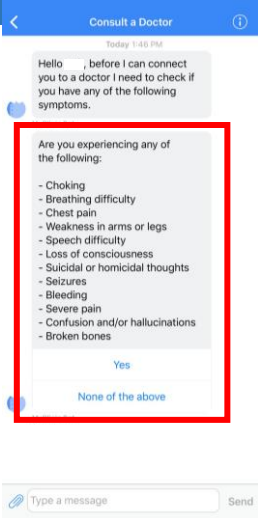 Consult a Doctor
Today 1:46 PM
Hello , before I can connect
you to a doctor I need to check if
you have any of the following
symptoms.
Are you experiencing any of
the following:
- Choking
- Breathing difficulty
- Chest pain
- Weakness in arms or legs
- Speech difficulty
- Loss of consciousness
- Suicidal or homicidal thoughts
- Seizures
- Bleeding
- Severe pain
- Confusion and/or hallucinations
- Broken bones
Yes
None of the above
Type a message
Send